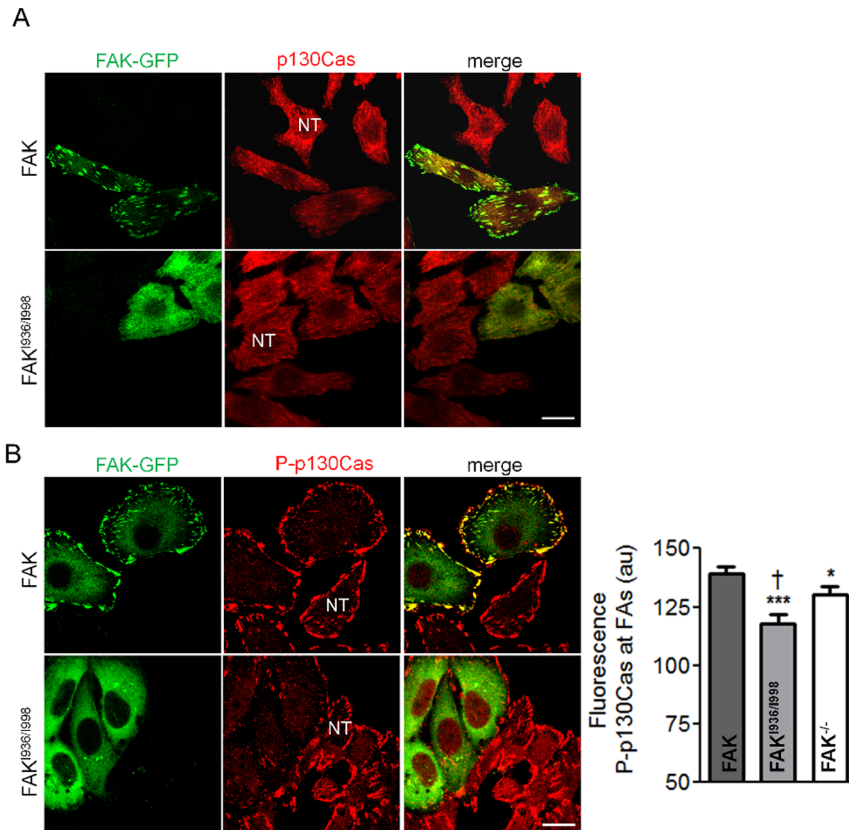 A
FAK-GFP p130Cas merge
FAK
NT
FAK^I936/I998
NT
B
FAK-GFP P-p130Cas merge
FAK
NT
FAK^I936/I998
NT
Fluorescence
P-p130Cas at FAs (au)
150
125
100
75
50
†
***
*
FAK
FAK^I936/I998
FAK^-/-